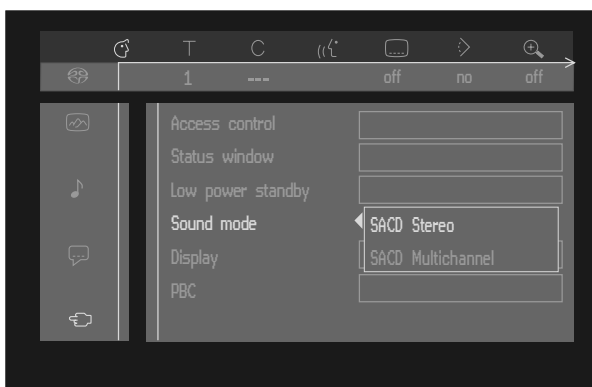 T C
1 --- off no off
Access control
Status window
Low power standby
Sound mode
SACD Stereo
Display
SACD Multichannel
PBC